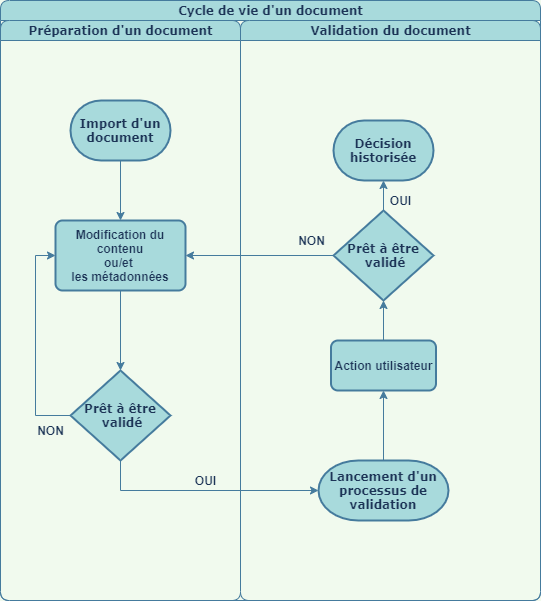 Cycle de vie d'un document
Préparation d'un document
Validation du document
Import d'un
document
Décision
historisée
OUI
Modification du
contenu
ou/et
les métadonnées
NON
Prêt à être
validé
Action utilisateur
Prêt à être
validé
NON
OUI
Lancement d'un
processus de
validation